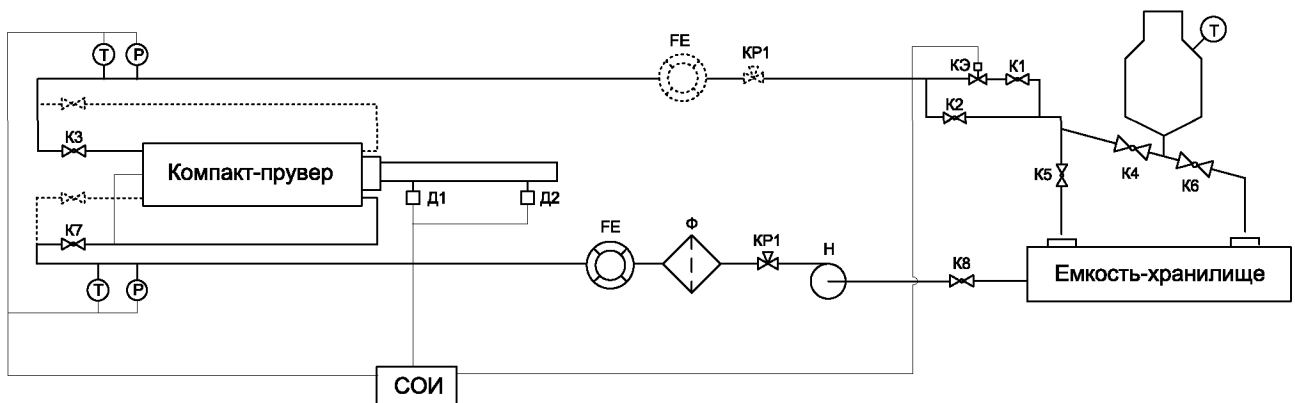 T
P
FE
КР1
КЭ
К1
T
К2
К3
Компакт-прувер
К5
К4
К6
Д1
Д2
К7
FE
Ф
КР1
Н
К8
Емкость-хранилище
T
P
СОИ